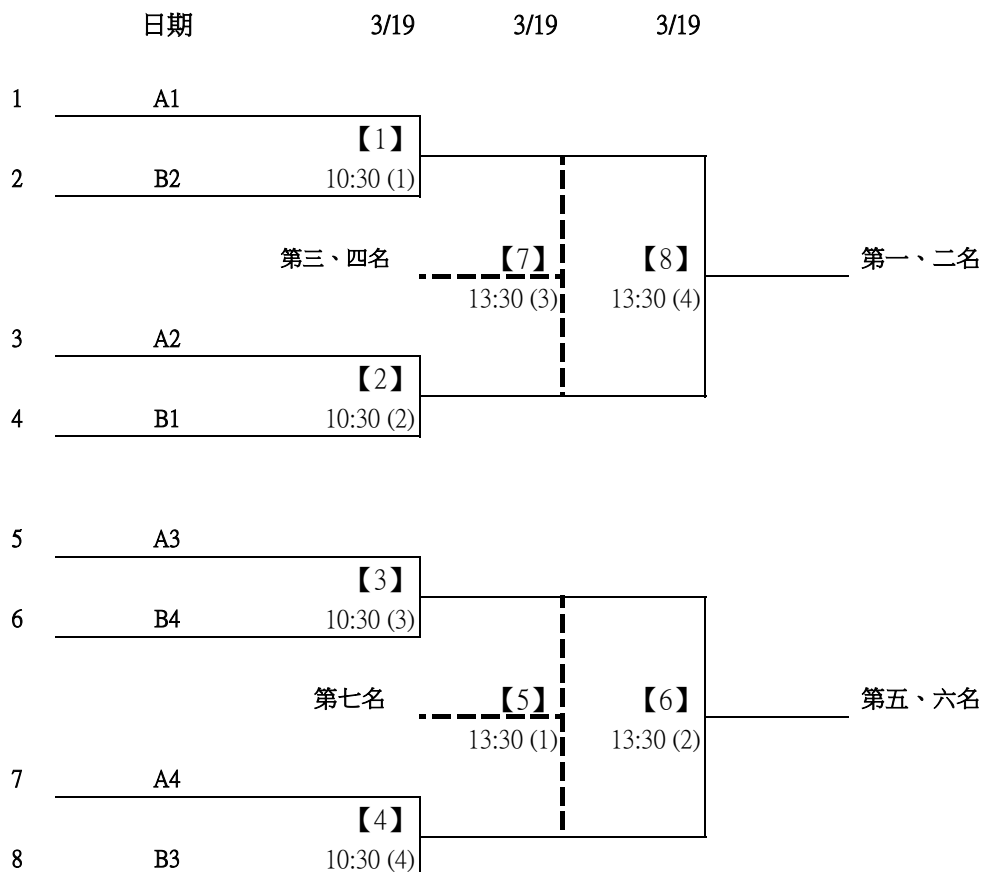 日期 3/19 3/19 3/19
1 A1
【1】
2 B2 10:30 (1)
第三、四名 【7】 【8】 第一、二名
13:30 (3) 13:30 (4)
3 A2
【2】
4 B1 10:30 (2)
5 A3
【3】
6 B4 10:30 (3)
第七名 【5】 【6】 第五、六名
13:30 (1) 13:30 (2)
7 A4
【4】
8 B3 10:30 (4)